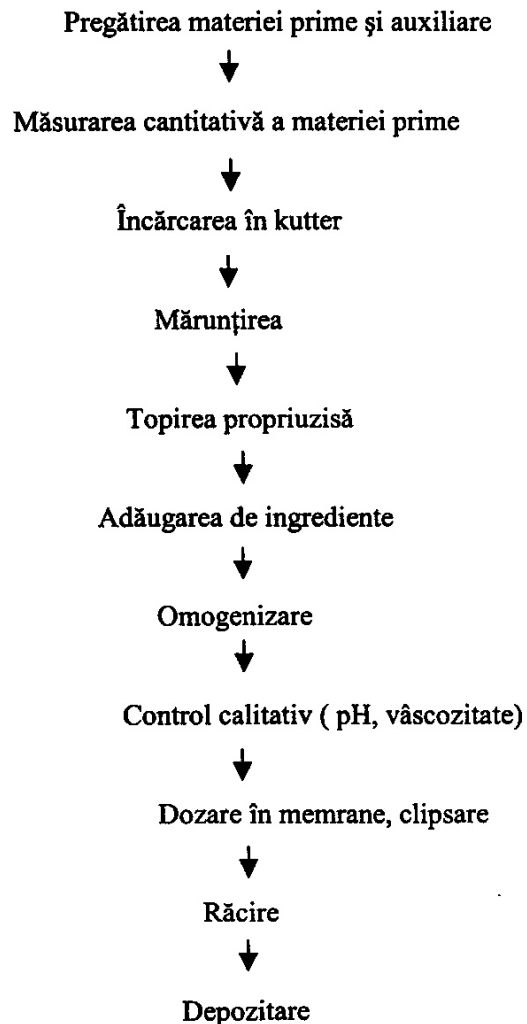 Pregătirea materiei prime şi auxiliare
Măsurarea cantitativă a materiei prime
Încărcarea în kutter
Mărunţirea
Topirea propriuzisă
Adăugarea de ingrediente
Omogenizare
Control calitativ ( pH, vâscozitate)
Dozare în memrane, clipsare
Răcire
Depozitare